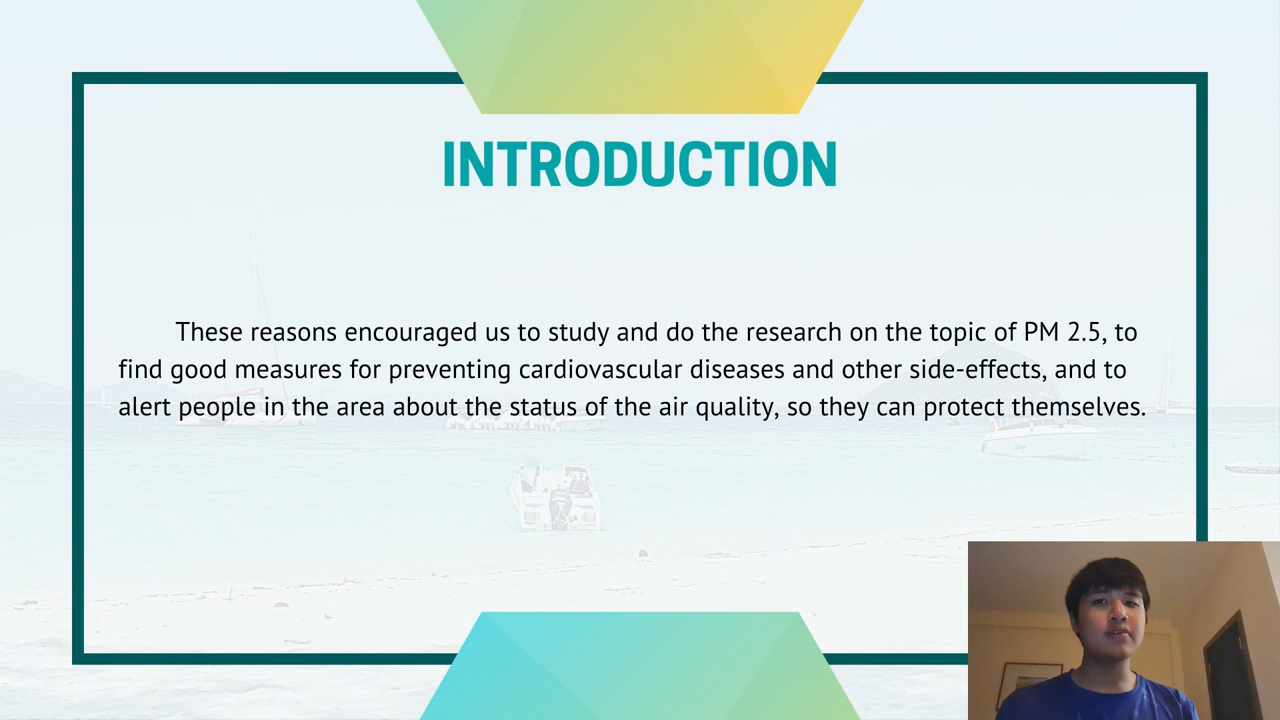 INTRODUCTION
These reasons encouraged us to study and do the research on the topic of PM 2.5, to
find good measures for preventing cardiovascular diseases and other side-effects, and to
alert people in the area about the status of the air quality, so they can protect themselves.